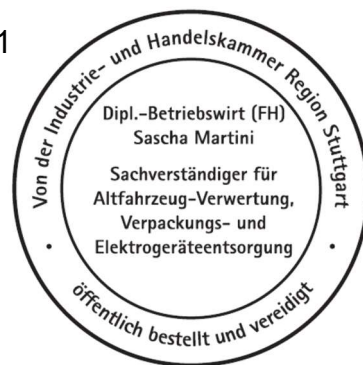 1
Von der Industrie- und Handelskammer Region Stuttgart
Dipl.-Betriebswirt (FH)
Sascha Martini
Sachverständiger für
Altfahrzeug-Verwertung,
Verpackungs- und
Elektrogeräteentsorgung
öffentlich bestellt und vereidigt